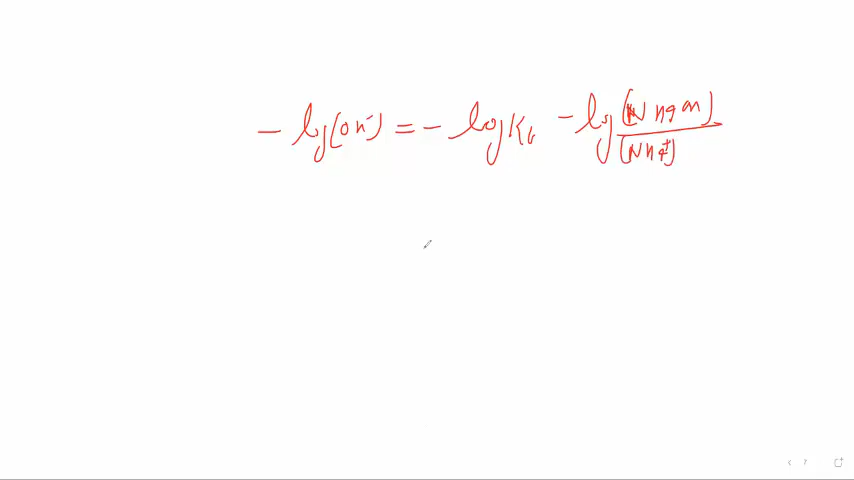 - log(OH⁻) = - log Kb - log (NH4OH)/(NH4⁺)